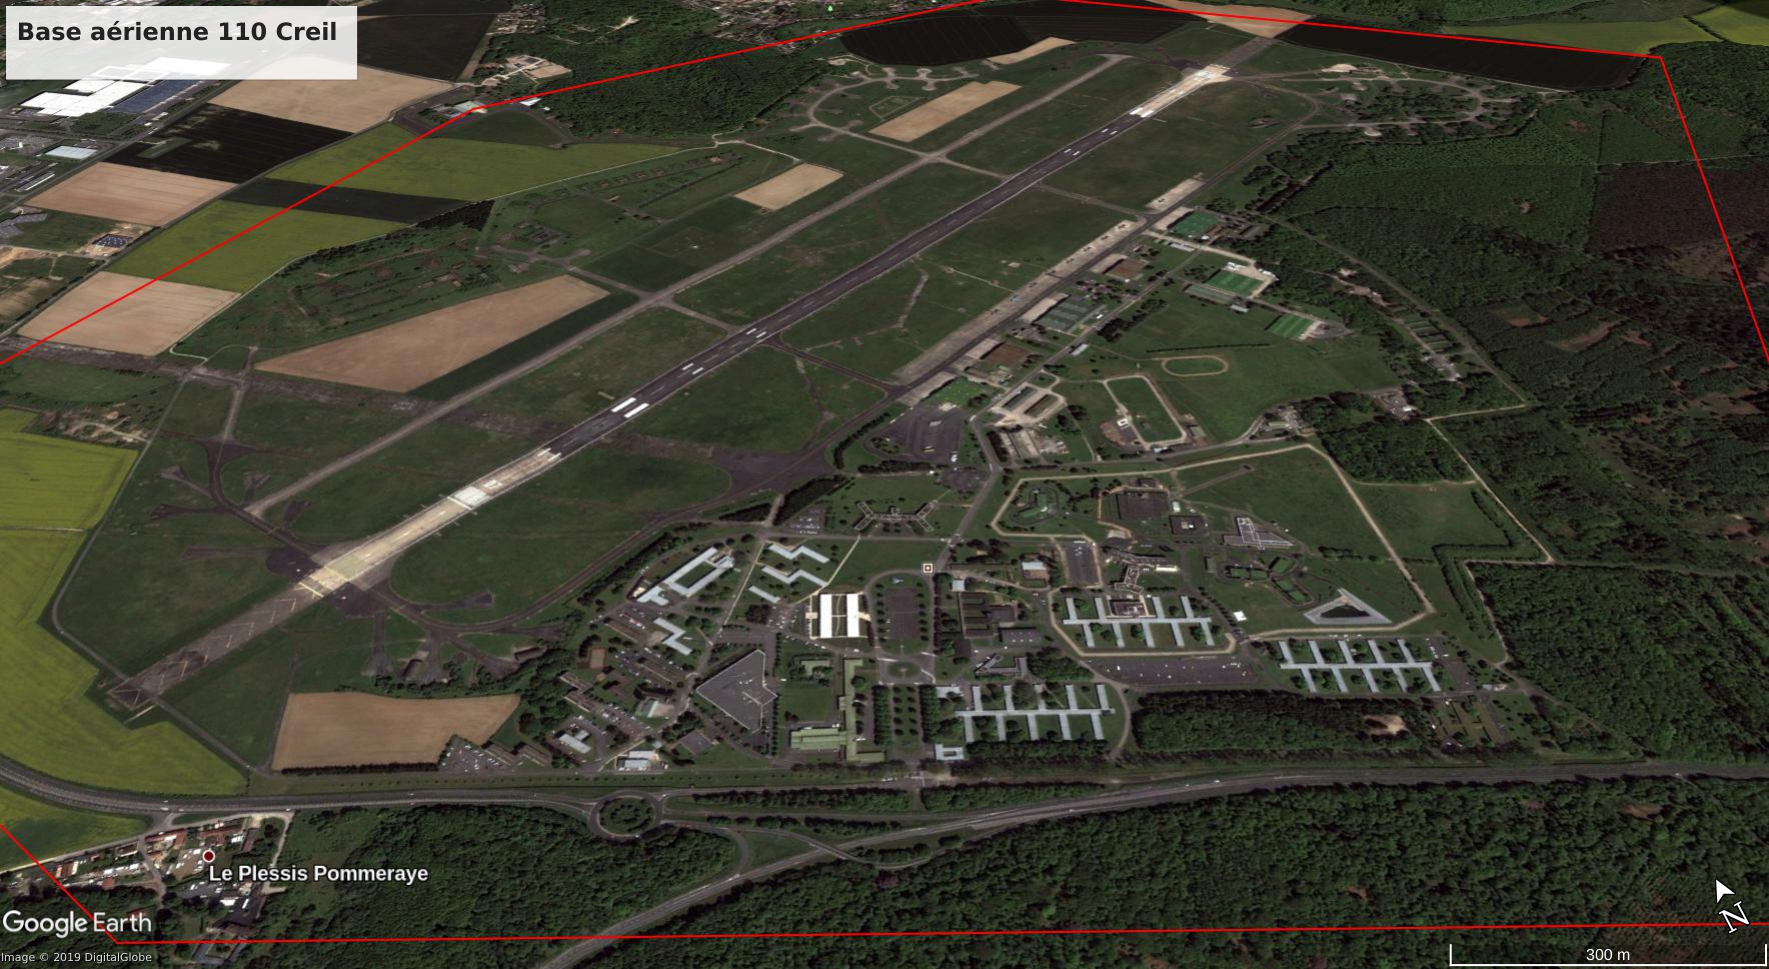 Base aérienne 110 Creil
Le Plessis Pommeraye
Google Earth
N
Image © 2019 DigitalGlobe
300 m